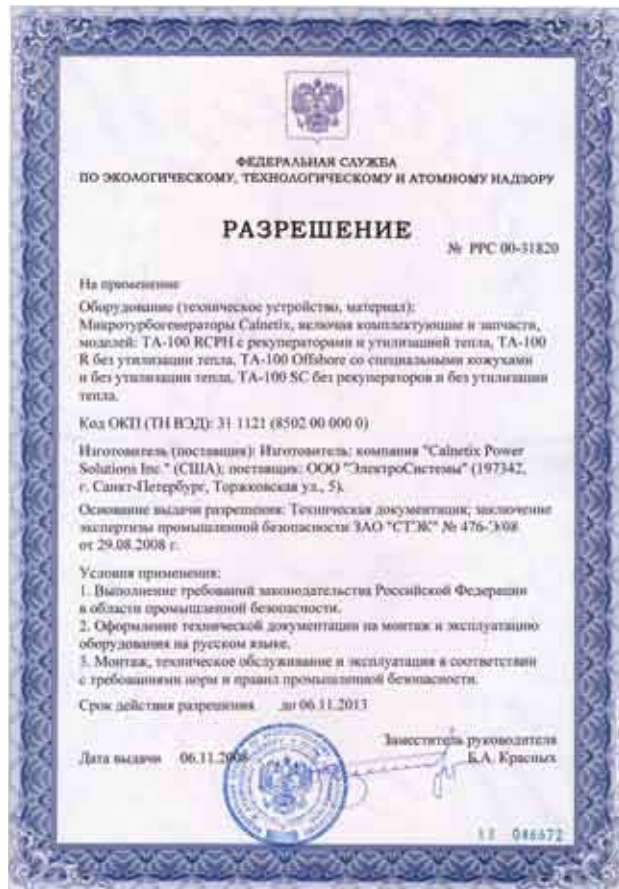 ФЕДЕРАЛЬНАЯ СЛУЖБА
ПО ЭКОЛОГИЧЕСКОМУ, ТЕХНОЛОГИЧЕСКОМУ И АТОМНОМУ НАДЗОРУ
РАЗРЕШЕНИЕ
№ РРС 00-31820
На применение
Оборудование (техническое устройство, материал):
Микротурбогенераторы Calnetix, включая комплектующие и запчасти,
моделей: ТА-100 RCPH с рекуператорами и утилизацией тепла, ТА-100
R без утилизации тепла, ТА-100 Offshore со специальными кожухами
и без утилизации тепла, ТА-100 SC без рекуператоров и без утилизации
тепла.
Код ОКП (ТН ВЭД): 31 1121 (8502 00 000 0)
Изготовитель (поставщик): Изготовитель: компания "Calnetix Power
Solutions Inc." (США); поставщик: ООО "ЭлектроСистемы" (197342,
г. Санкт-Петербург, Торжковская ул., 5).
Основание выдачи разрешения: Техническая документация; заключение
экспертизы промышленной безопасности ЗАО "СТЭК" № 476-Э/08
от 29.08.2008 г.
Условия применения:
1. Выполнение требований законодательства Российской Федерации
в области промышленной безопасности.
2. Оформление технической документации на монтаж и эксплуатацию
оборудования на русском языке.
3. Монтаж, техническое обслуживание и эксплуатация в соответствии
с требованиями норм и правил промышленной безопасности.
Срок действия разрешения до 06.11.2013
Заместитель руководителя
Дата выдачи 06.11.2008 Б.А. Красных
086672